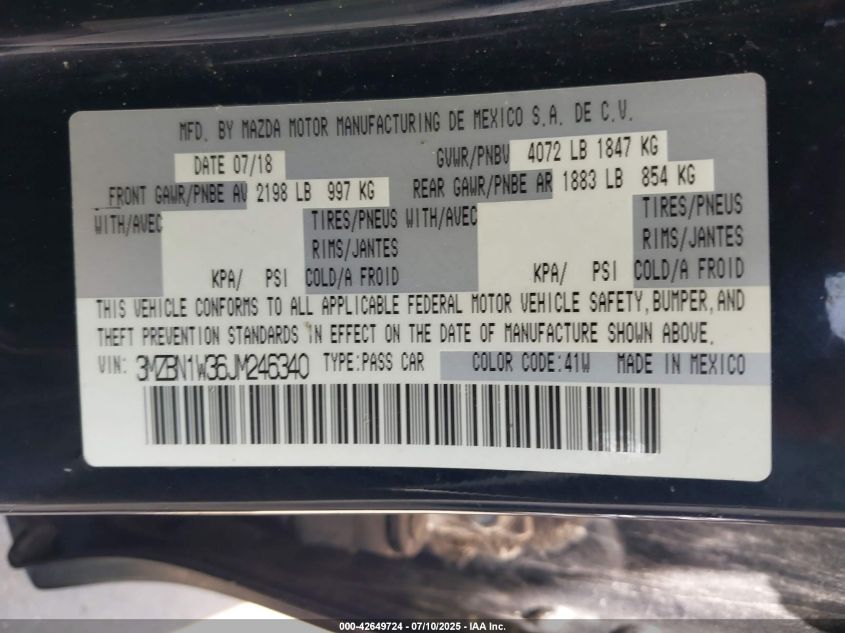 MFD. BY MAZDA MOTOR MANUFACTURING DE MEXICO S.A. DE C.V.
DATE 07/18 GVWR/PNBV 4072 LB 1847 KG
FRONT GAWR/PNBE AV 2198 LB 997 KG REAR GAWR/PNBE AR 1883 LB 854 KG
WITH/AVEC TIRES/PNEUS WITH/AVEC TIRES/PNEUS
RIMS/JANTES RIMS/JANTES
KPA/ PSI COLD/A FROID KPA/ PSI COLD/A FROID
THIS VEHICLE CONFORMS TO ALL APPLICABLE FEDERAL MOTOR VEHICLE SAFETY, BUMPER, AND
THEFT PREVENTION STANDARDS IN EFFECT ON THE DATE OF MANUFACTURE SHOWN ABOVE.
VIN: 3MZBN1W36JM246340 TYPE:PASS CAR COLOR CODE:41W MADE IN MEXICO
000-42649724 - 07/10/2025 - IAA Inc.